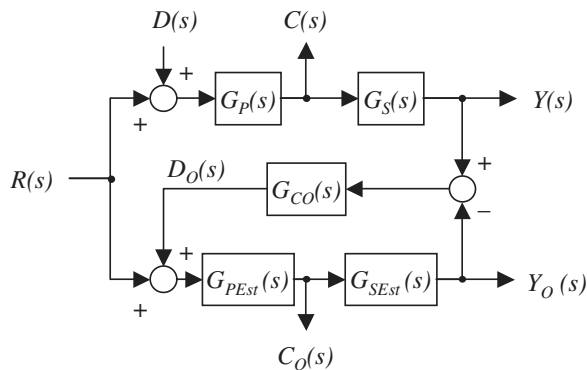 D(s)
C(s)
+
G_P(s)
G_S(s)
Y(s)
+
+
R(s)
D_O(s)
G_CO(s)
−
+
G_PEst(s)
G_SEst(s)
Y_O (s)
+
C_O(s)